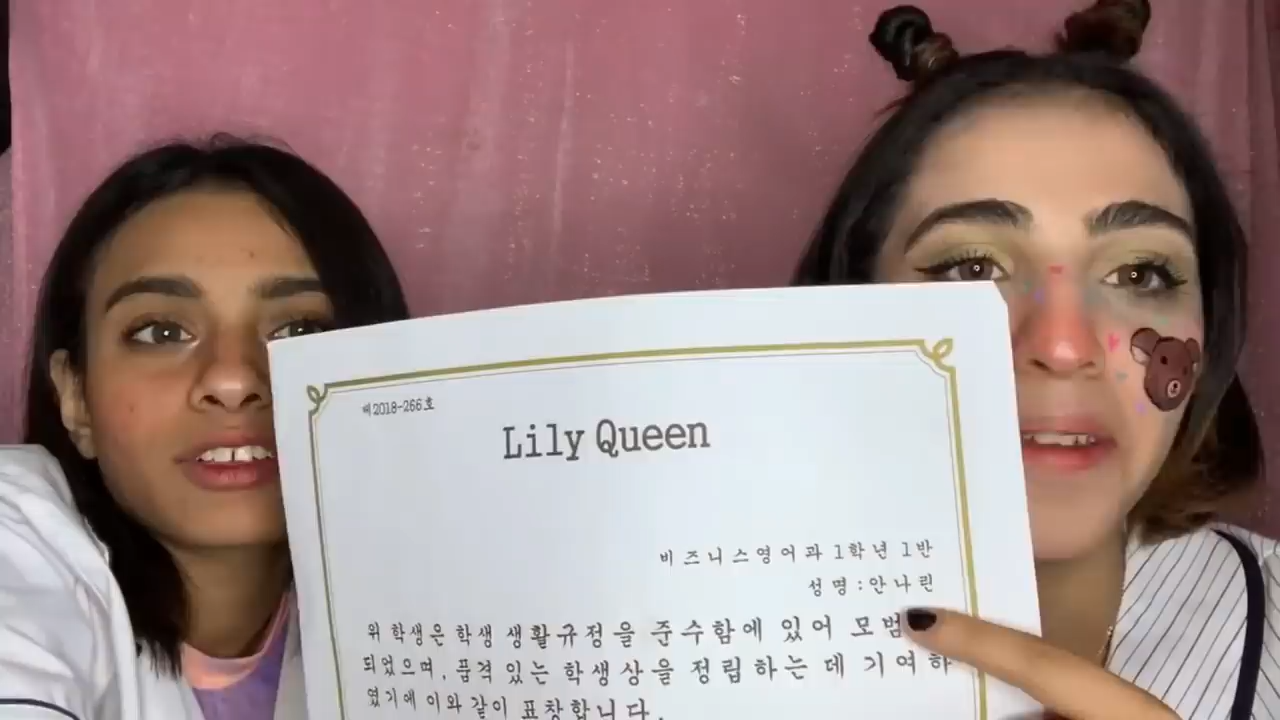 제2018-266호
Lily Queen
비즈니스영어과 1학년 1반
성명:안나린
위 학생은 학생 생활규정을 준수함에 있어 모범
되었으며, 품격 있는 학생상을 정립하는 데 기여하
였기에 이와 같이 표창합니다.